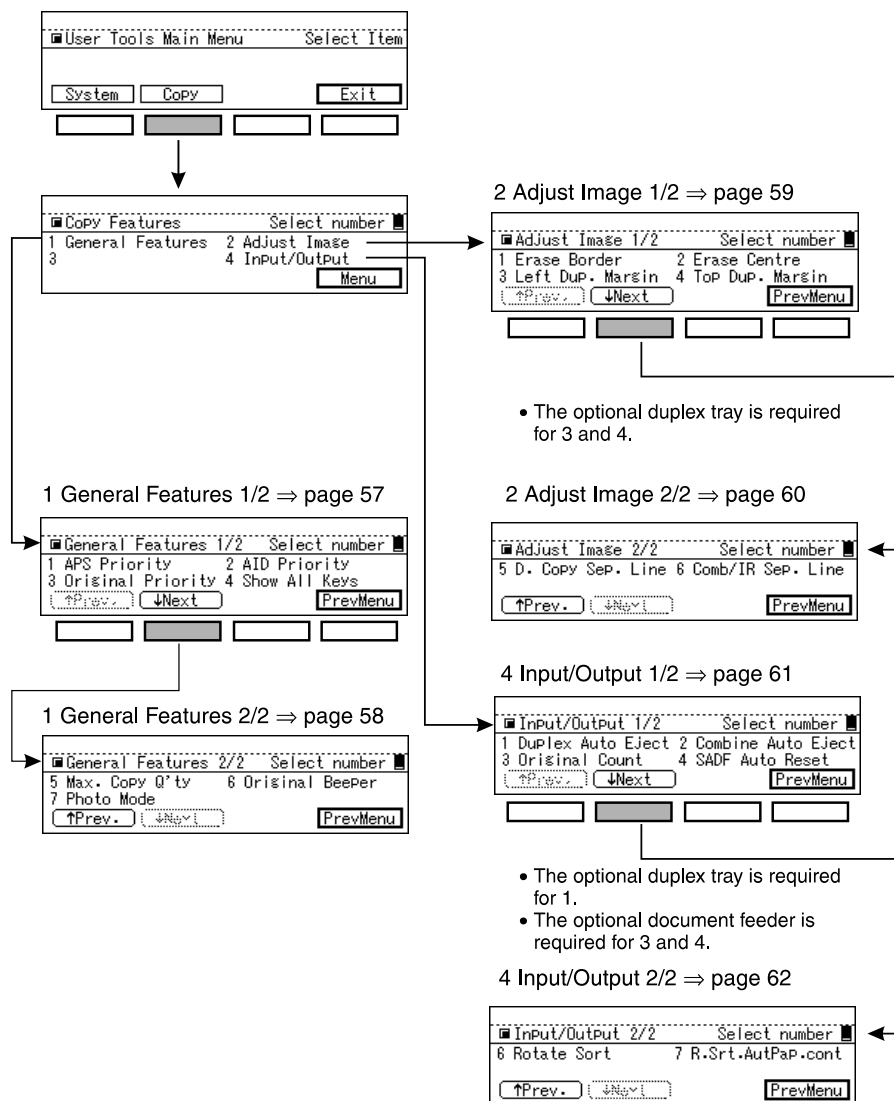 User Tools Main Menu Select Item
System Copy Exit
Copy Features Select number
1 General Features 2 Adjust Image
3 4 Input/Output
Menu
1 General Features 1/2 ⇒ page 57
General Features 1/2 Select number
1 APS Priority 2 AID Priority
3 Original Priority 4 Show All Keys
↑Prev. ↓Next PrevMenu
1 General Features 2/2 ⇒ page 58
General Features 2/2 Select number
5 Max. Copy Q'ty 6 Original Beeper
7 Photo Mode
↑Prev. ↓Next PrevMenu
2 Adjust Image 1/2 ⇒ page 59
Adjust Image 1/2 Select number
1 Erase Border 2 Erase Centre
3 Left Dup. Margin 4 Top Dup. Margin
↑Prev. ↓Next PrevMenu
• The optional duplex tray is required
for 3 and 4.
2 Adjust Image 2/2 ⇒ page 60
Adjust Image 2/2 Select number
5 D. Copy Sep. Line 6 Comb/IR Sep. Line
↑Prev. ↓Next PrevMenu
4 Input/Output 1/2 ⇒ page 61
Input/Output 1/2 Select number
1 Duplex Auto Eject 2 Combine Auto Eject
3 Original Count 4 SADF Auto Reset
↑Prev. ↓Next PrevMenu
• The optional duplex tray is required
for 1.
• The optional document feeder is
required for 3 and 4.
4 Input/Output 2/2 ⇒ page 62
Input/Output 2/2 Select number
6 Rotate Sort 7 R.Srt.AutPap.cont
↑Prev. ↓Next PrevMenu